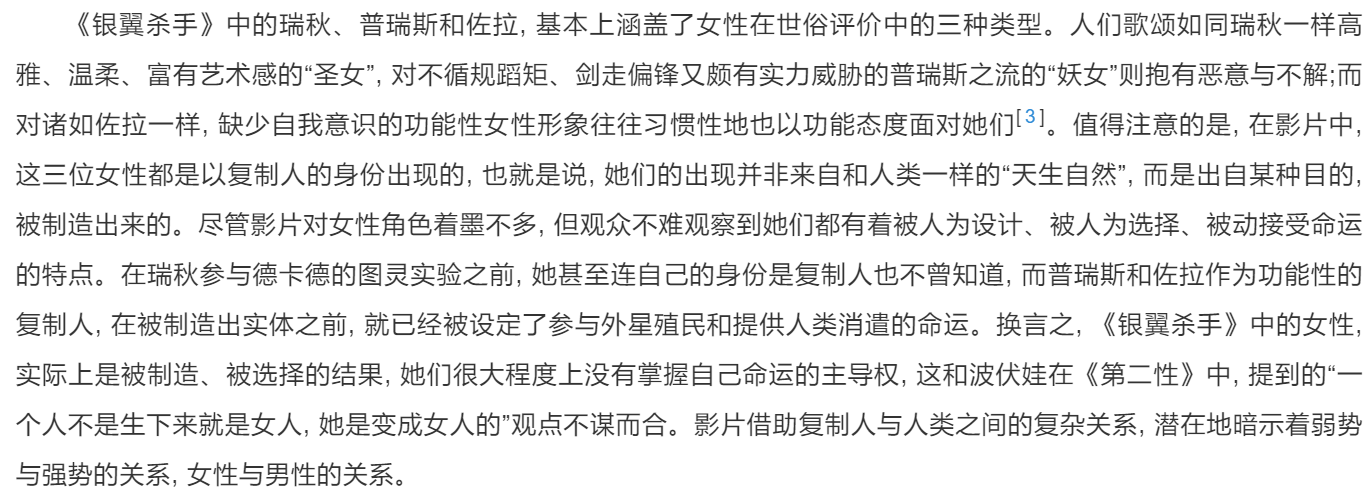 《银翼杀手》中的瑞秋、普瑞斯和佐拉, 基本上涵盖了女性在世俗评价中的三种类型。人们歌颂如同瑞秋一样高
雅、温柔、富有艺术感的“圣女”, 对不循规蹈矩、剑走偏锋又颇有实力威胁的普瑞斯之流的“妖女”则抱有恶意与不解;而
对诸如佐拉一样, 缺少自我意识的功能性女性形象往往习惯性地也以功能态度面对她们[3]。值得注意的是, 在影片中,
这三位女性都是以复制人的身份出现的, 也就是说, 她们的出现并非来自和人类一样的“天生自然”, 而是出自某种目的,
被制造出来的。尽管影片对女性角色着墨不多, 但观众不难观察到她们都有着被人为设计、被人为选择、被动接受命运
的特点。在瑞秋参与德卡德的图灵实验之前, 她甚至连自己的身份是复制人也不曾知道, 而普瑞斯和佐拉作为功能性的
复制人, 在被制造出实体之前, 就已经被设定了参与外星殖民和提供人类消遣的命运。换言之, 《银翼杀手》中的女性,
实际上是被制造、被选择的结果, 她们很大程度上没有掌握自己命运的主导权, 这和波伏娃在《第二性》中, 提到的“一
个人不是生下来就是女人, 她是变成女人的”观点不谋而合。影片借助复制人与人类之间的复杂关系, 潜在地暗示着弱势
与强势的关系, 女性与男性的关系。